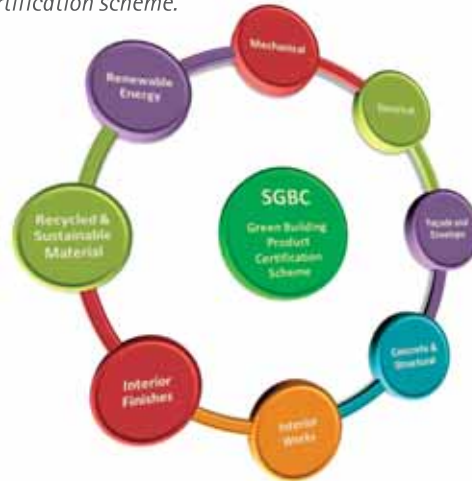 rtification scheme.
Mechanical
Electrical
Façade and
Envelope
Concrete &
Structural
Interior
Works
Interior
Finishes
Recycled &
Sustainable
Material
Renewable
Energy
SGBC
Green Building
Product
Certification
Scheme